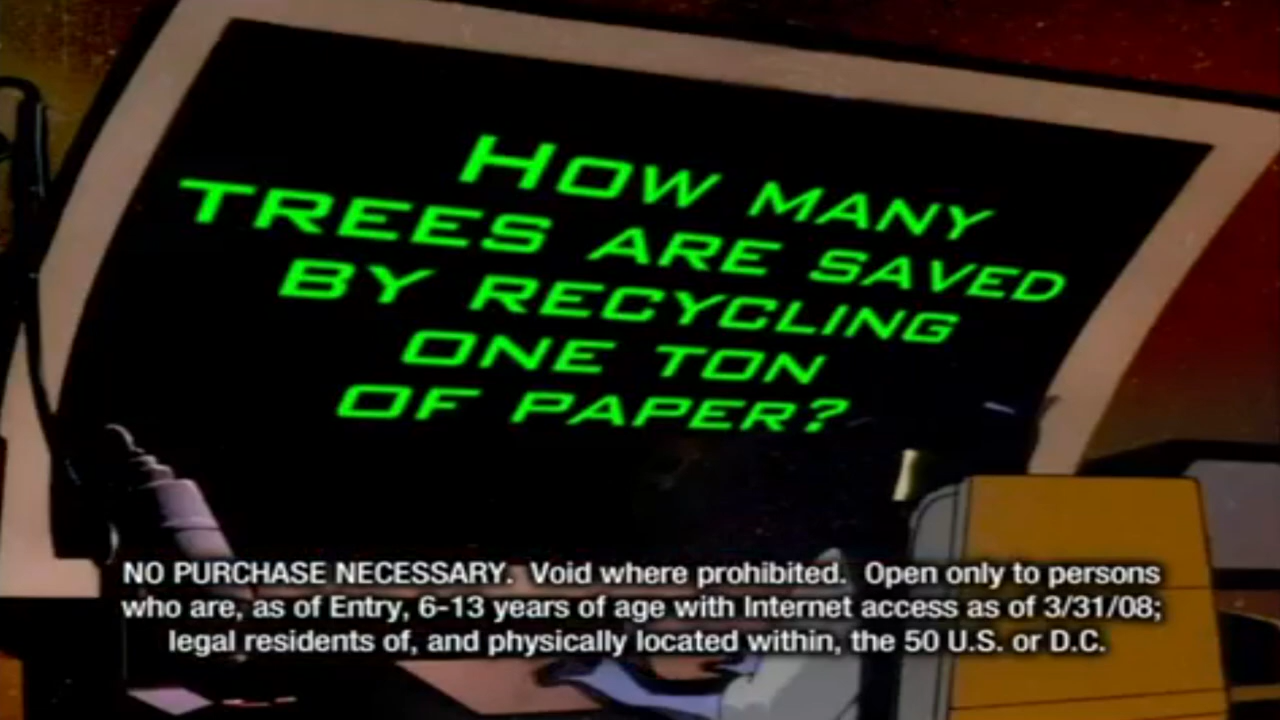 HOW MANY
TREES ARE SAVED
BY RECYCLING
ONE TON
OF PAPER?
NO PURCHASE NECESSARY. Void where prohibited. Open only to persons
who are, as of Entry, 6-13 years of age with Internet access as of 3/31/08;
legal residents of, and physically located within, the 50 U.S. or D.C.